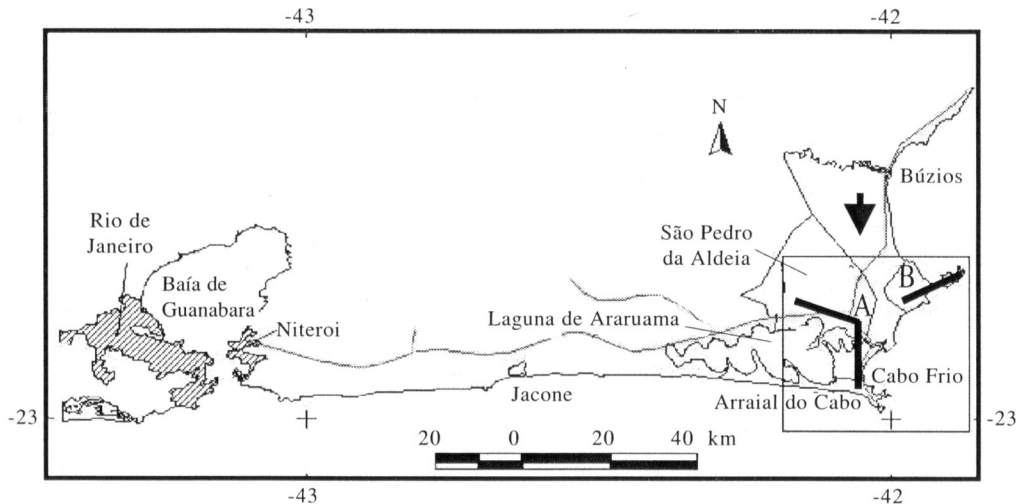 -43
-42
N
Búzios
Rio de
Janeiro
São Pedro
da Aldeia
Baía de
Guanabara
B
A
Niteroi
Laguna de Araruama
Jacone
Cabo Frio
Arraial do Cabo
-23
-23
20 0 20 40 km
-43
-42